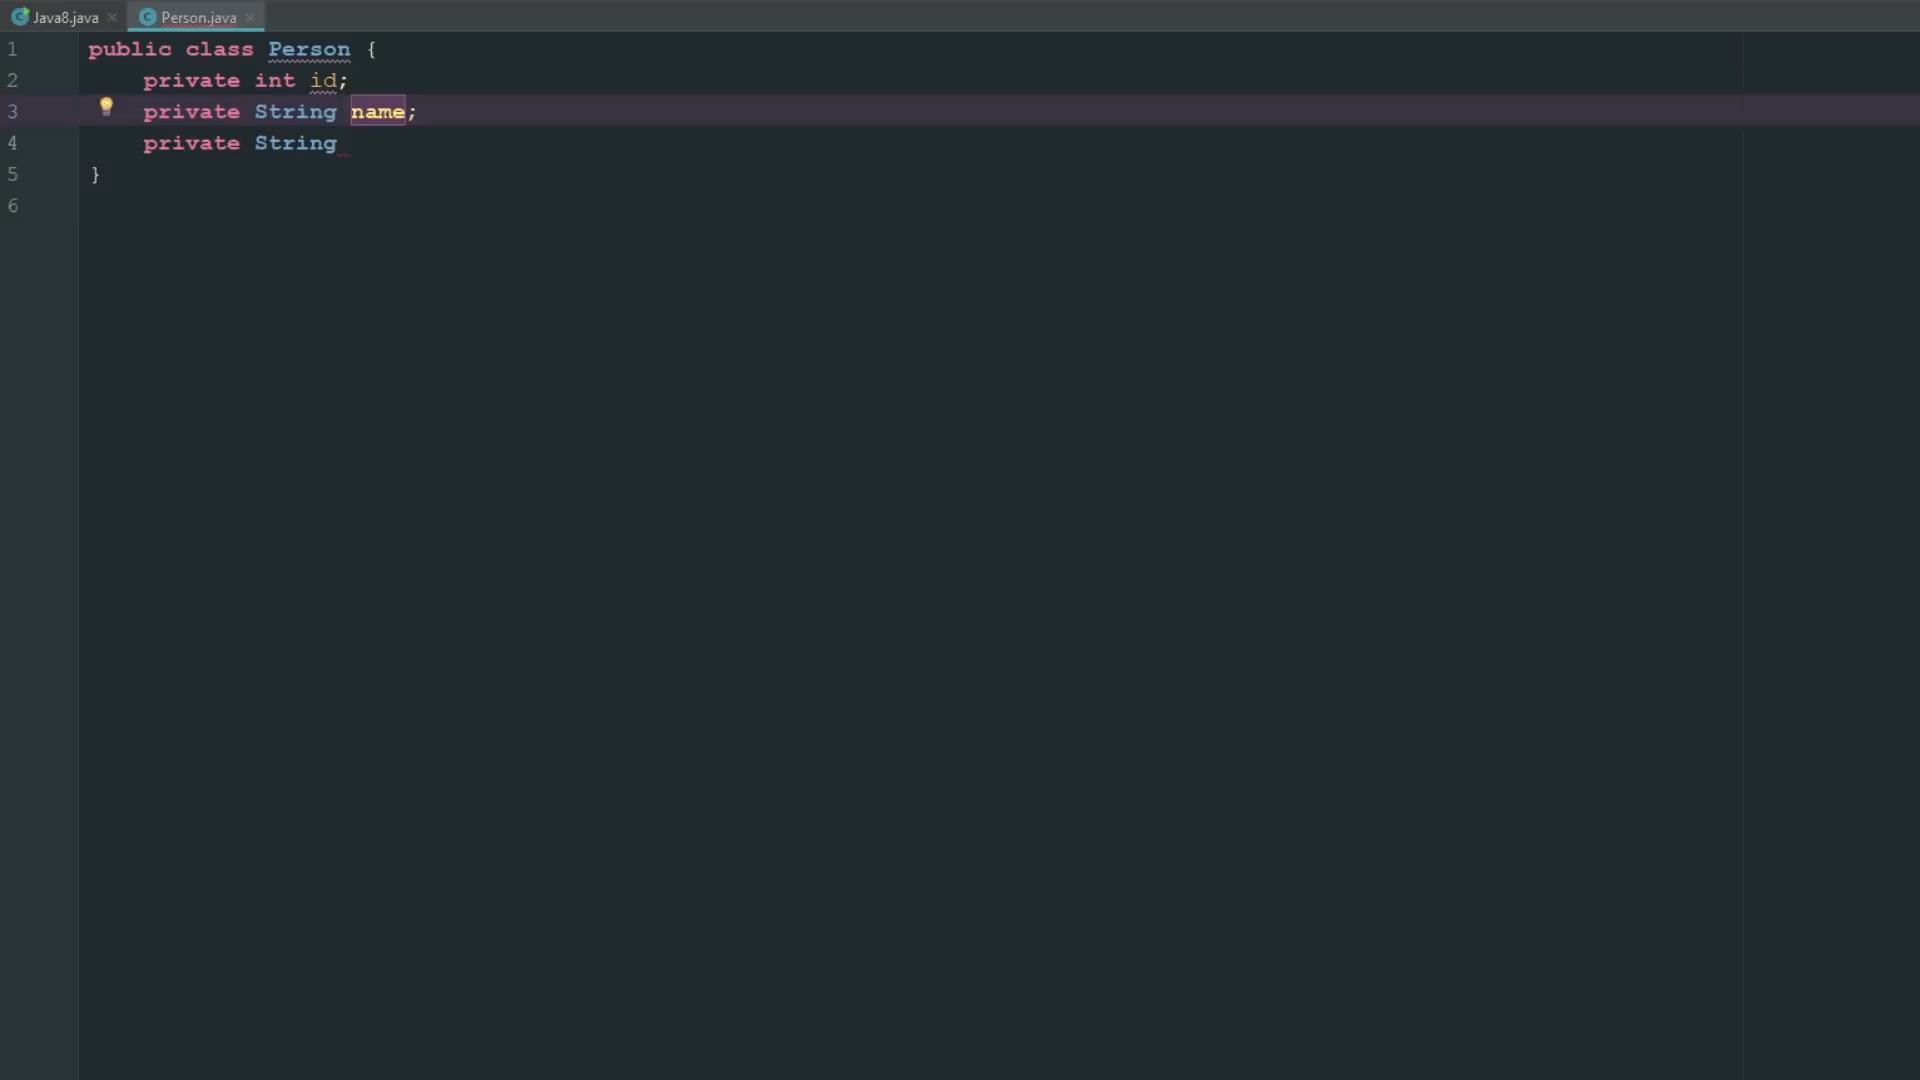 Java8.java Person.java
1 public class Person {
2 private int id;
3 private String name;
4 private String
5 }
6